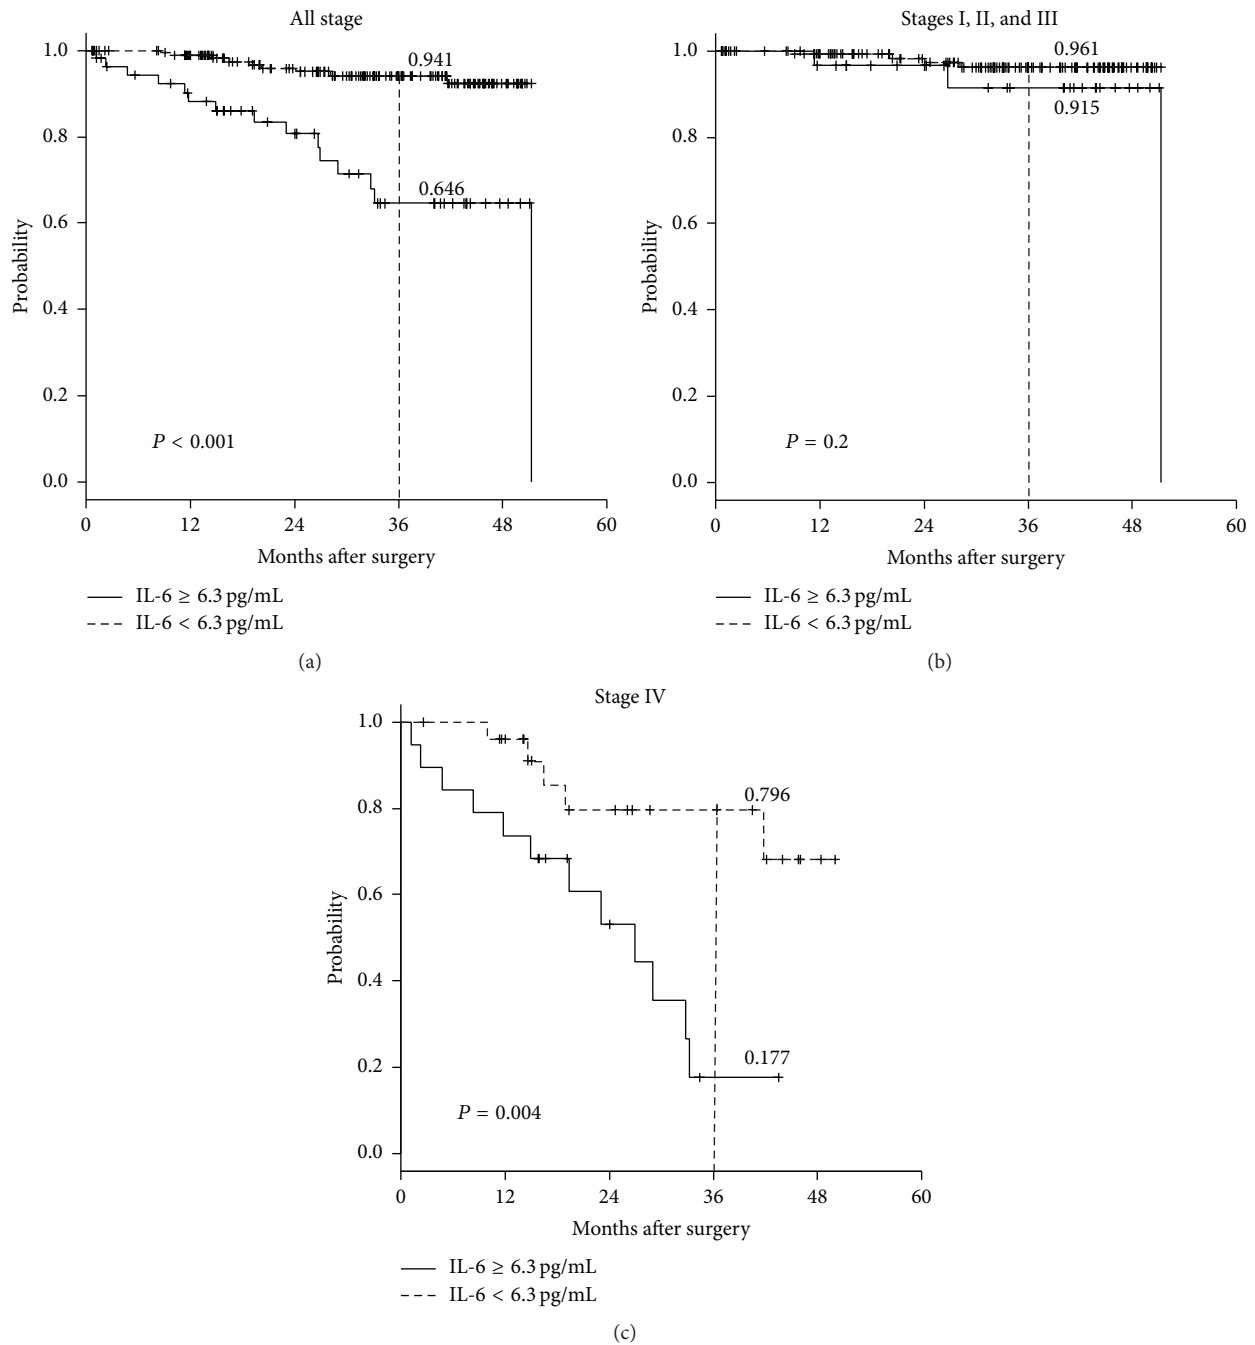 All stage
1.0
0.8
0.6
0.4
0.2
0.0
Probability
0.941
0.646
P < 0.001
0 12 24 36 48 60
Months after surgery
IL-6 ≥ 6.3 pg/mL
IL-6 < 6.3 pg/mL
(a)
Stages I, II, and III
1.0
0.8
0.6
0.4
0.2
0.0
Probability
0.961
0.915
P = 0.2
0 12 24 36 48 60
Months after surgery
IL-6 ≥ 6.3 pg/mL
IL-6 < 6.3 pg/mL
(b)
Stage IV
1.0
0.8
0.6
0.4
0.2
0.0
Probability
0.796
0.177
P = 0.004
0 12 24 36 48 60
Months after surgery
IL-6 ≥ 6.3 pg/mL
IL-6 < 6.3 pg/mL
(c)